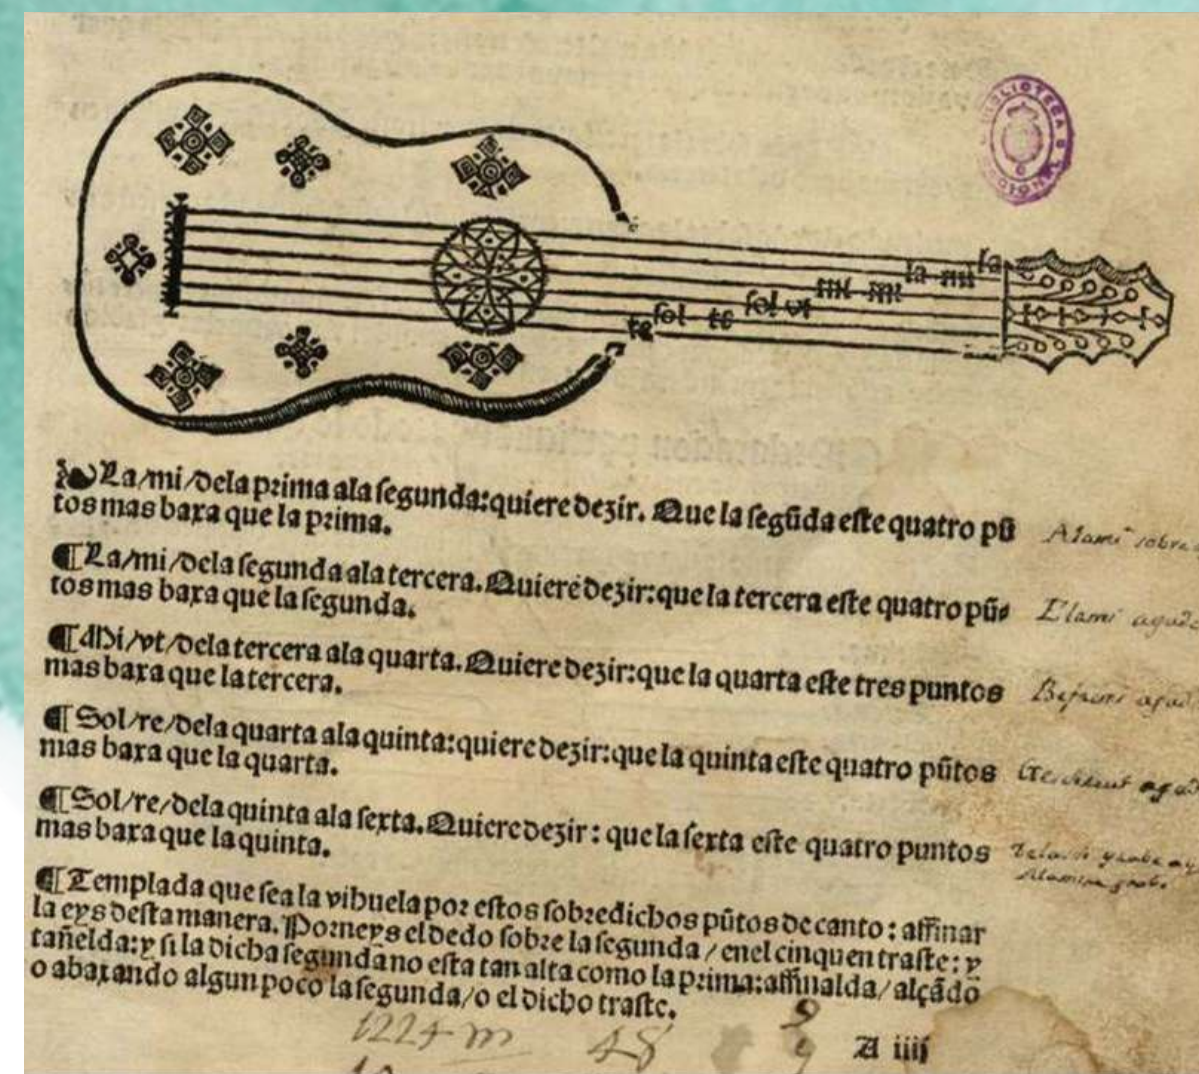 la
la mi
mi mi
sol vt
sol re
re
❧ La/mi/dela prima ala segunda:quiere dezir. Que la segũda este quatro pũ
tos mas baxa que la prima.
Alami sobre
¶ La/mi/dela segunda ala tercera. Quiere dezir:que la tercera este quatro pũ-
tos mas baxa que la segunda.
Elami agudo
¶ Mi/vt/dela tercera ala quarta. Quiere dezir:que la quarta este tres puntos
mas baxa que la tercera.
¶ Sol/re/dela quarta ala quinta:quiere dezir:que la quinta este quatro pũtos
mas baxa que la quarta.
¶ Sol/re/dela quinta ala sexta. Quiere dezir: que la sexta este quatro puntos
mas baxa que la quinta.
¶ Templada que sea la vihuela por estos sobredichos pũtos de canto: affinar
la eys desta manera. Porneys el dedo sobre la segunda/enel cinquen traste: y
tañelda:y si la dicha segunda no esta tan alta como la prima:affinalda/alçãdo
o abaxando algun poco la segunda/o el dicho traste.
1224 m 48 9
A iiij